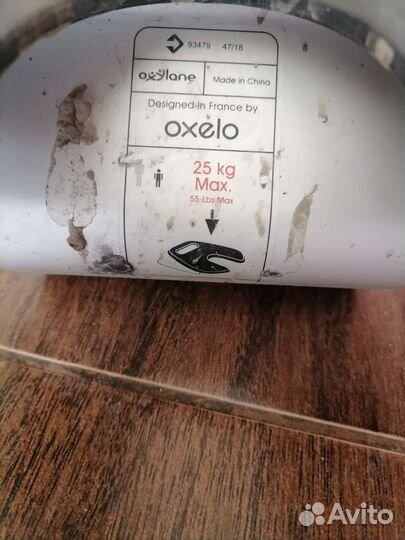 93479 47/18
oxylane Made in China
Designed in France by
oxelo
25 kg
Max.
55 Lbs Max
Avito